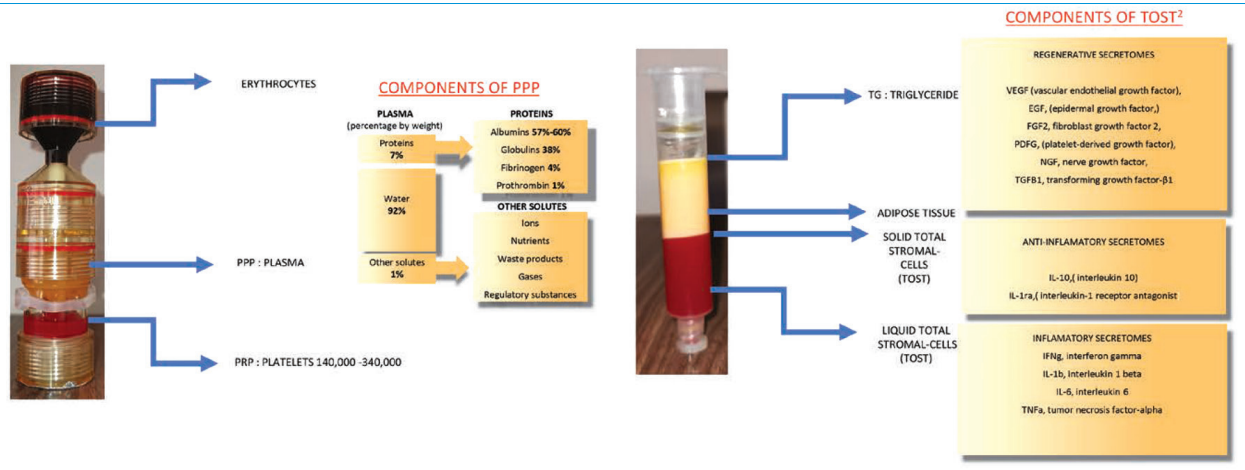 ERYTHROCYTES
PPP : PLASMA
PRP : PLATELETS 140,000 -340,000
COMPONENTS OF PPP
PLASMA
(percentage by weight)
Proteins
7%
Water
92%
Other solutes
1%
PROTEINS
Albumins 57%-60%
Globulins 38%
Fibrinogen 4%
Prothrombin 1%
OTHER SOLUTES
Ions
Nutrients
Waste products
Gases
Regulatory substances
TG : TRIGLYCERIDE
ADIPOSE TISSUE
SOLID TOTAL
STROMAL-
CELLS
(TOST)
LIQUID TOTAL
STROMAL-CELLS
(TOST)
COMPONENTS OF TOST²
REGENERATIVE SECRETOMES
VEGF (vascular endothelial growth factor),
EGF, (epidermal growth factor,)
FGF2, fibroblast growth factor 2,
PDFG, (platelet-derived growth factor),
NGF, nerve growth factor,
TGFB1, transforming growth factor-β1
ANTI-INFLAMATORY SECRETOMES
IL-10,( interleukin 10)
IL-1ra,( interleukin-1 receptor antagonist
INFLAMATORY SECRETOMES
IFNg, interferon gamma
IL-1b, interleukin 1 beta
IL-6, interleukin 6
TNFa, tumor necrosis factor-alpha